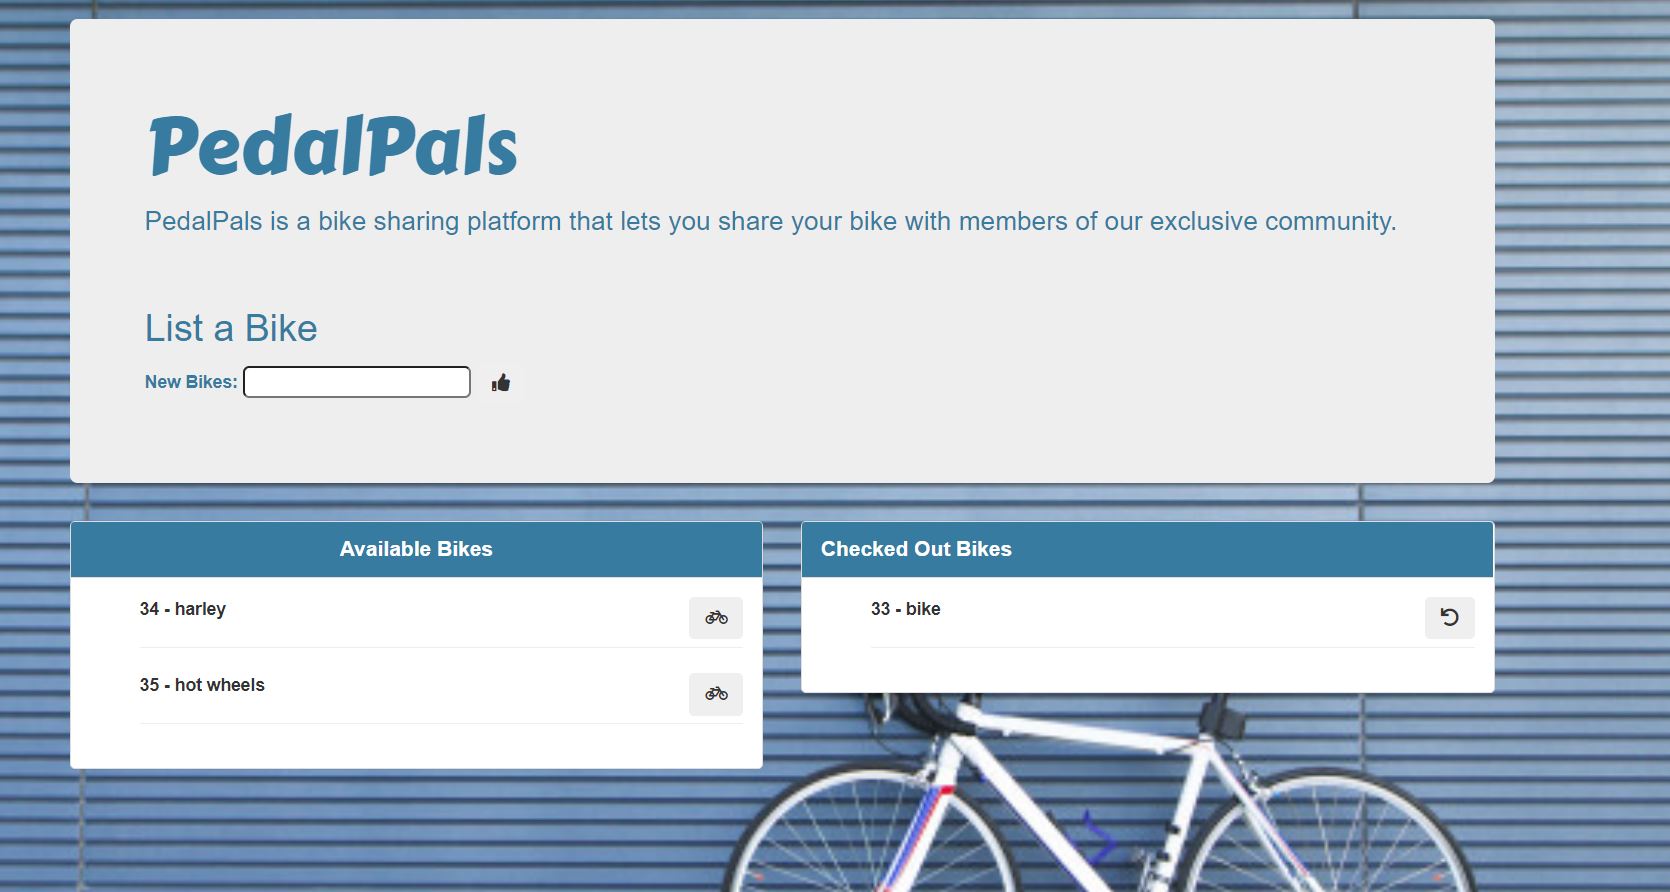 PedalPals
PedalPals is a bike sharing platform that lets you share your bike with members of our exclusive community.
List a Bike
New Bikes:
Available Bikes
34 - harley
35 - hot wheels
Checked Out Bikes
33 - bike